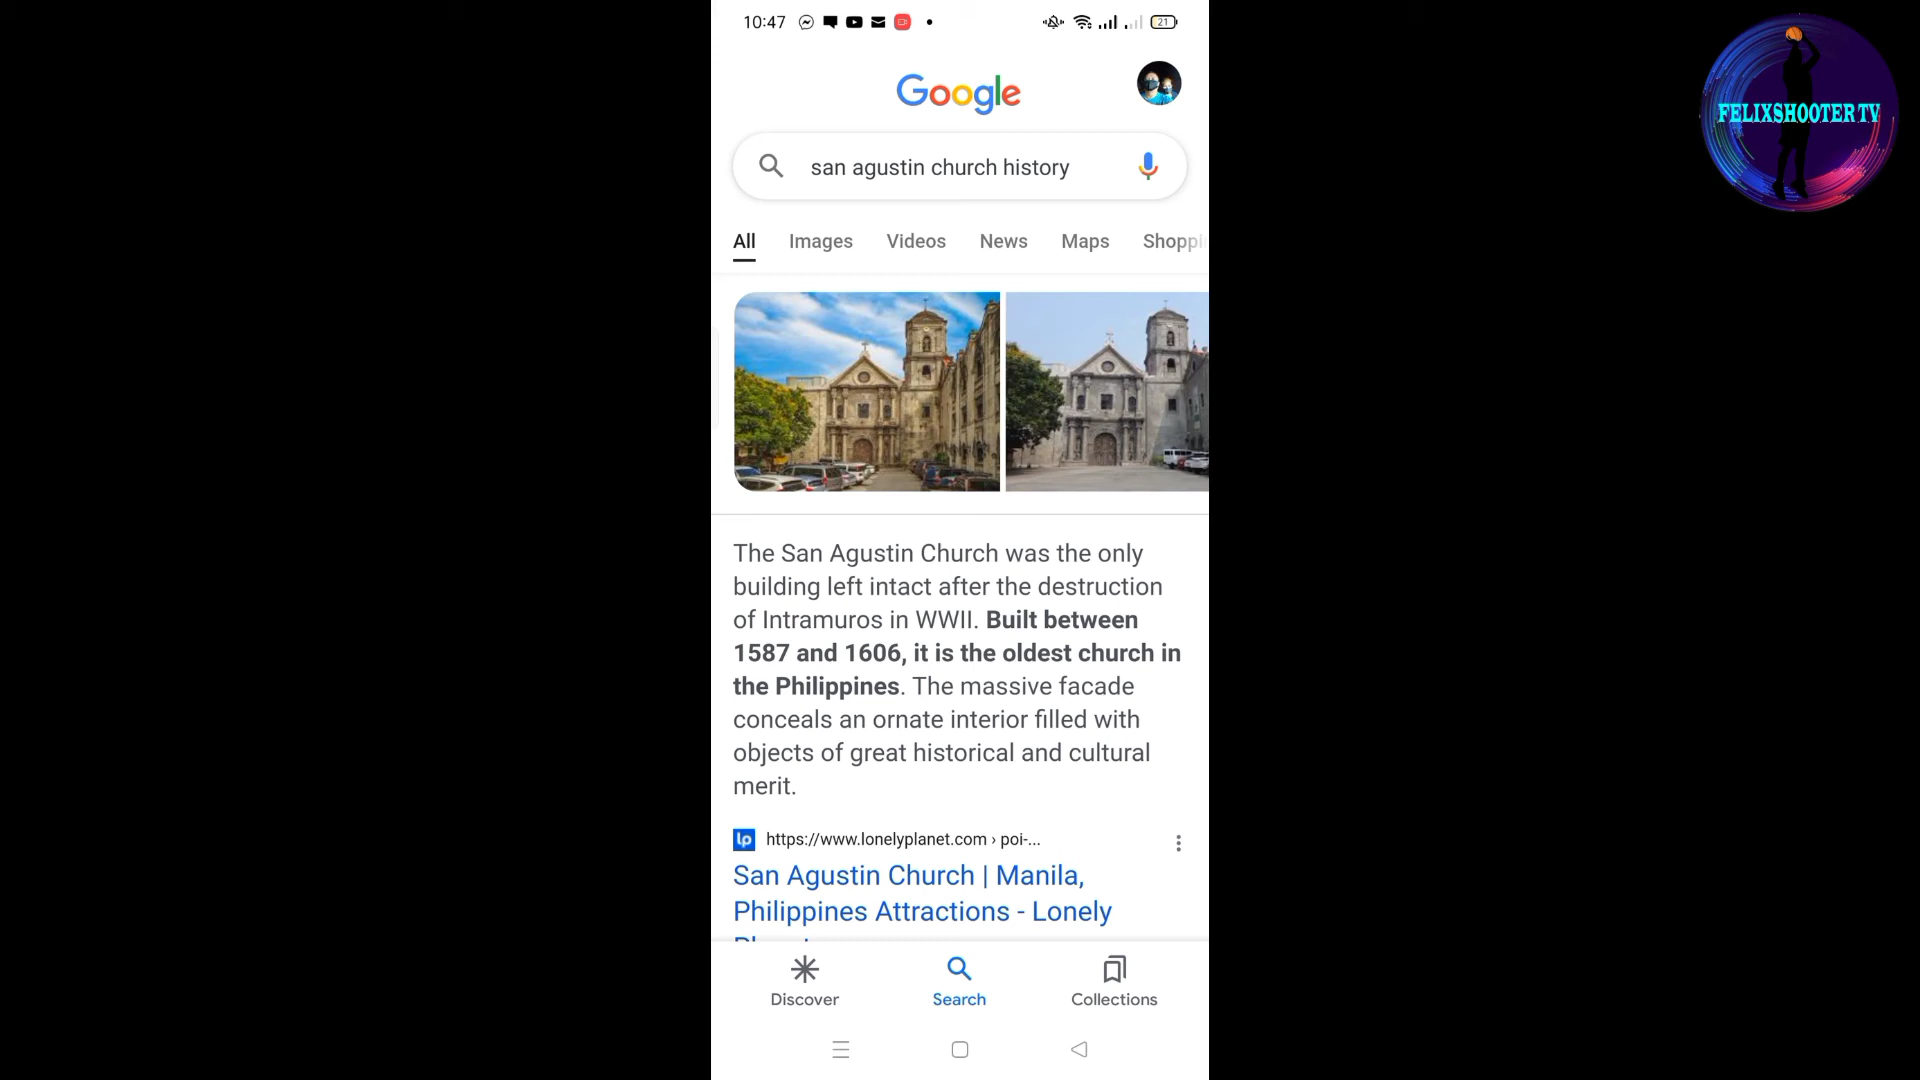 10:47
21
Google
FELIXSHOOTER TV
san agustin church history
All Images Videos News Maps Shoppi
The San Agustin Church was the only
building left intact after the destruction
of Intramuros in WWII. Built between
1587 and 1606, it is the oldest church in
the Philippines. The massive facade
conceals an ornate interior filled with
objects of great historical and cultural
merit.
lp https://www.lonelyplanet.com › poi-...
San Agustin Church | Manila,
Philippines Attractions - Lonely
Discover Search Collections